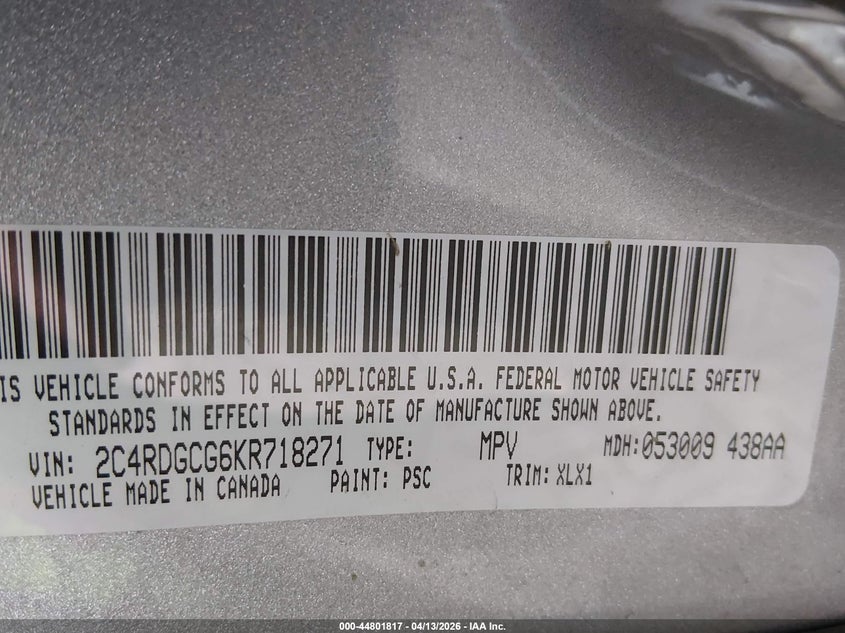 IS VEHICLE CONFORMS TO ALL APPLICABLE U.S.A. FEDERAL MOTOR VEHICLE SAFETY
STANDARDS IN EFFECT ON THE DATE OF MANUFACTURE SHOWN ABOVE.
VIN: 2C4RDGCG6KR718271 TYPE: MPV MDH:053009 438AA
VEHICLE MADE IN CANADA PAINT: PSC TRIM: XLX1
000-44801817 - 04/13/2026 - IAA Inc.